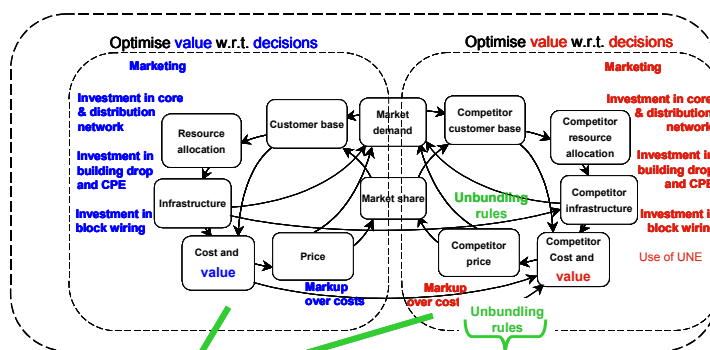 Optimise value w.r.t. decisions
Optimise value w.r.t. decisions
Marketing
Marketing
Investment in core
& distribution
network
Investment in
building drop
and CPE
Investment in
block wiring
Resource
allocation
Customer base
Market
demand
Competitor
customer base
Competitor
resource
allocation
Infrastructure
Market share
Unbundling
rules
Competitor
infrastructure
Cost and
value
Price
Competitor
price
Competitor
Cost and
value
Markup
over costs
Markup
over cost
Unbundling
rules
Investment in core
& distribution
network
Investment in
building drop
and CPE
Investment in
block wiring
Use of UNE